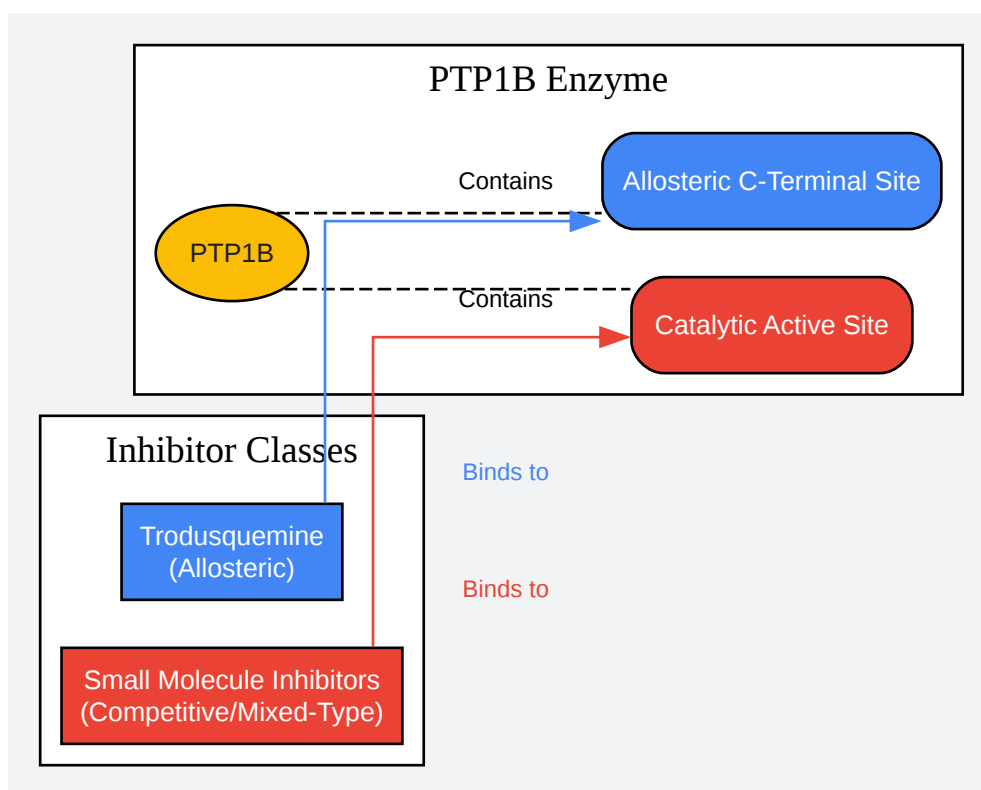 PTP1B Enzyme
Contains
Allosteric C-Terminal Site
PTP1B
Contains
Catalytic Active Site
Inhibitor Classes
Binds to
Trodusquemine
(Allosteric)
Binds to
Small Molecule Inhibitors
(Competitive/Mixed-Type)